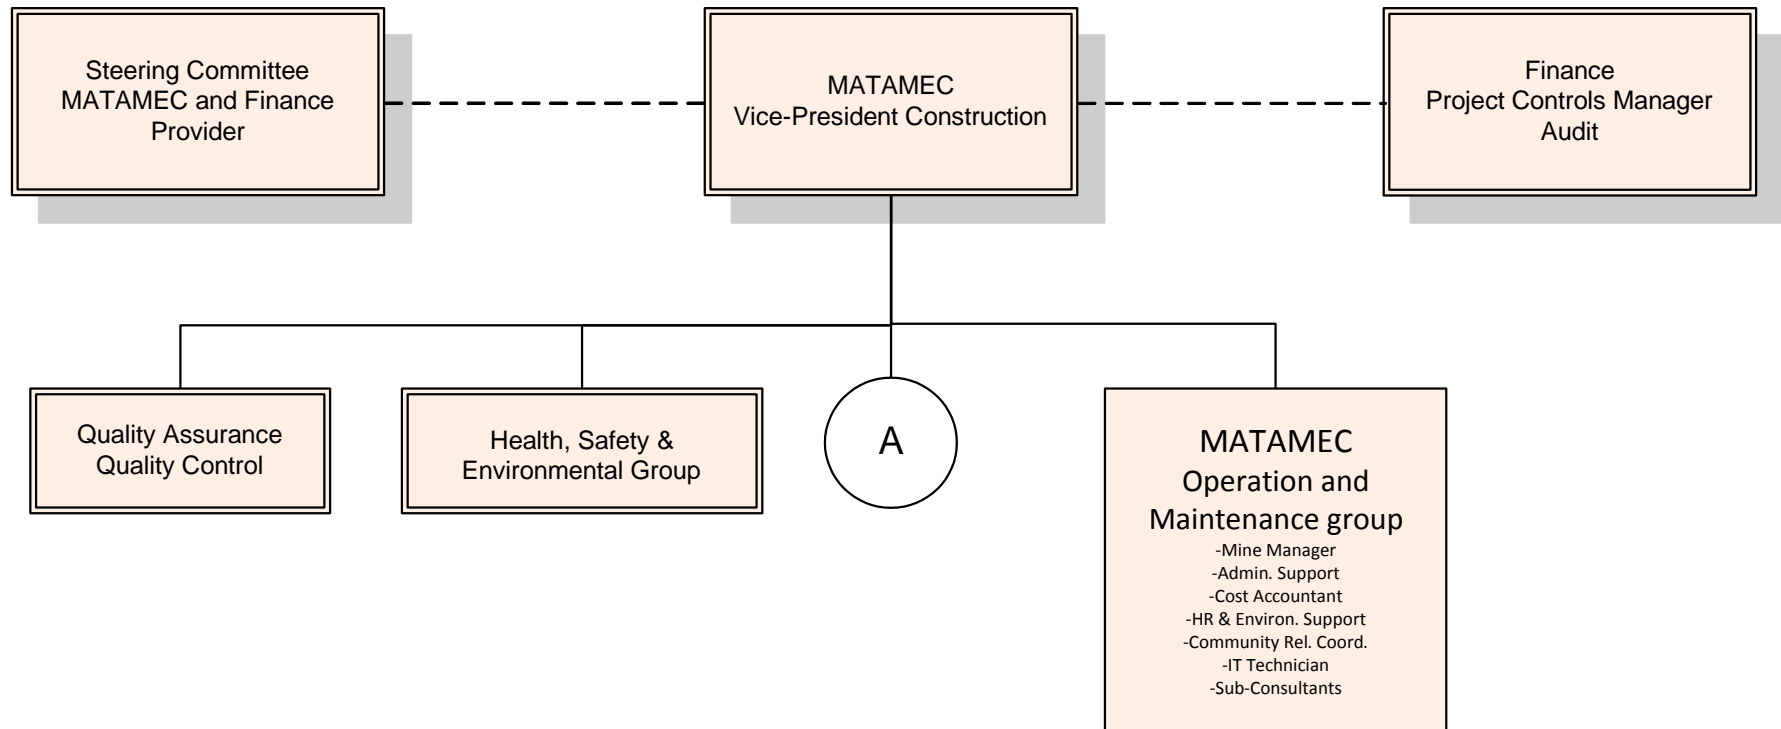 Steering Committee
MATAMEC and Finance
Provider
MATAMEC
Vice-President Construction
Finance
Project Controls Manager
Audit
Quality Assurance
Quality Control
Health, Safety &
Environmental Group
A
MATAMEC
Operation and
Maintenance group
-Mine Manager
-Admin. Support
-Cost Accountant
-HR & Environ. Support
-Community Rel. Coord.
-IT Technician
-Sub-Consultants